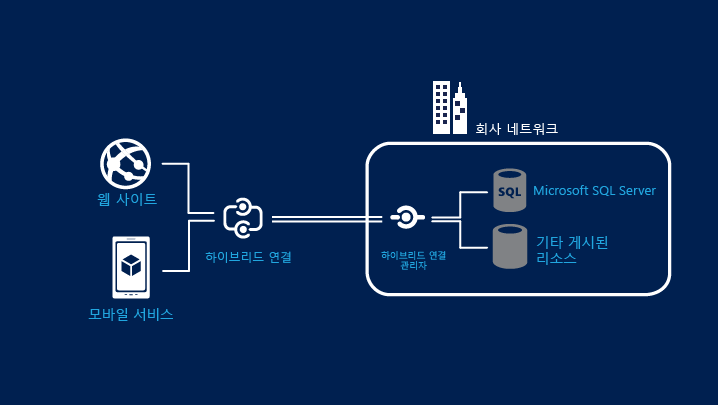 회사 네트워크
SQL
Microsoft SQL Server
웹 사이트
하이브리드 연결
하이브리드 연결
관리자
기타 게시된
리소스
모바일 서비스